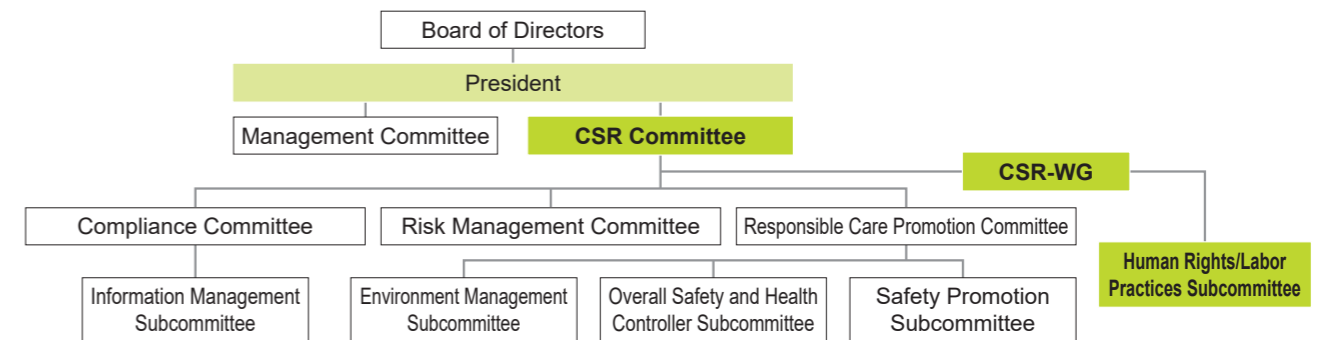 Board of Directors
President
Management Committee
CSR Committee
CSR-WG
Compliance Committee
Risk Management Committee
Responsible Care Promotion Committee
Human Rights/Labor
Practices Subcommittee
Information Management
Subcommittee
Environment Management
Subcommittee
Overall Safety and Health
Controller Subcommittee
Safety Promotion
Subcommittee